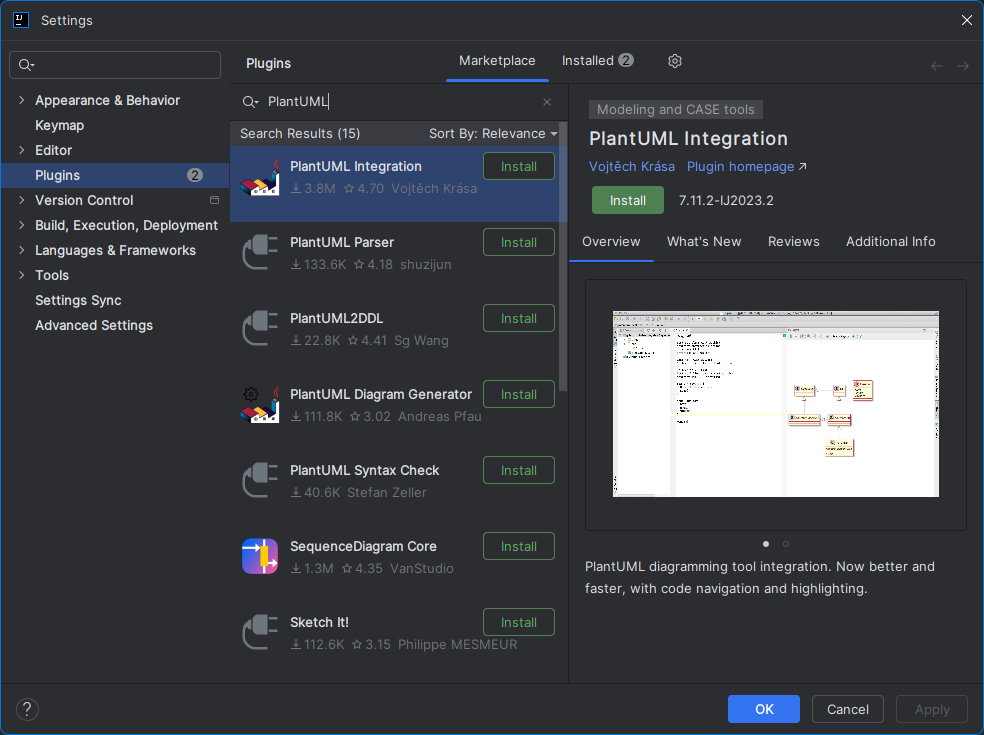 Settings
Plugins
Marketplace
Installed 2
Appearance & Behavior
Keymap
Editor
Plugins 2
Version Control
Build, Execution, Deployment
Languages & Frameworks
Tools
Settings Sync
Advanced Settings
PlantUML
Search Results (15) Sort By: Relevance
PlantUML Integration Install
3.8M 4.70 Vojtěch Krása
PlantUML Parser Install
133.6K 4.18 shuzijun
PlantUML2DDL Install
22.8K 4.41 Sg Wang
PlantUML Diagram Generator Install
111.8K 3.02 Andreas Pfau
PlantUML Syntax Check Install
40.6K Stefan Zeller
SequenceDiagram Core Install
1.3M 4.35 VanStudio
Sketch It! Install
112.6K 3.15 Philippe MESMEUR
Modeling and CASE tools
PlantUML Integration
Vojtěch Krása Plugin homepage
Install 7.11.2-IJ2023.2
Overview What's New Reviews Additional Info
PlantUML diagramming tool integration. Now better and
faster, with code navigation and highlighting.
? OK Cancel Apply